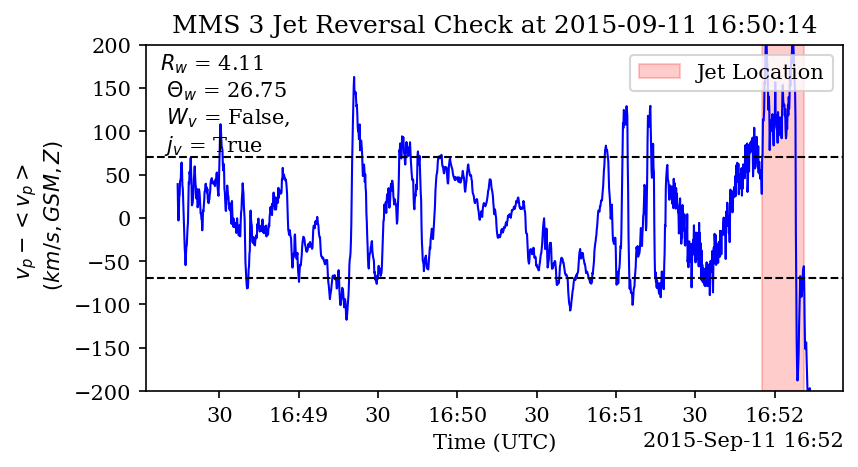 MMS 3 Jet Reversal Check at 2015-09-11 16:50:14
R_w = 4.11
Θ_w = 26.75
W_v = False,
j_v = True
Jet Location
v_p − <v_p>
(km/s, GSM, Z)
200
150
100
50
0
−50
−100
−150
−200
30 16:49 30 16:50 30 16:51 30 16:52
Time (UTC)
2015-Sep-11 16:52